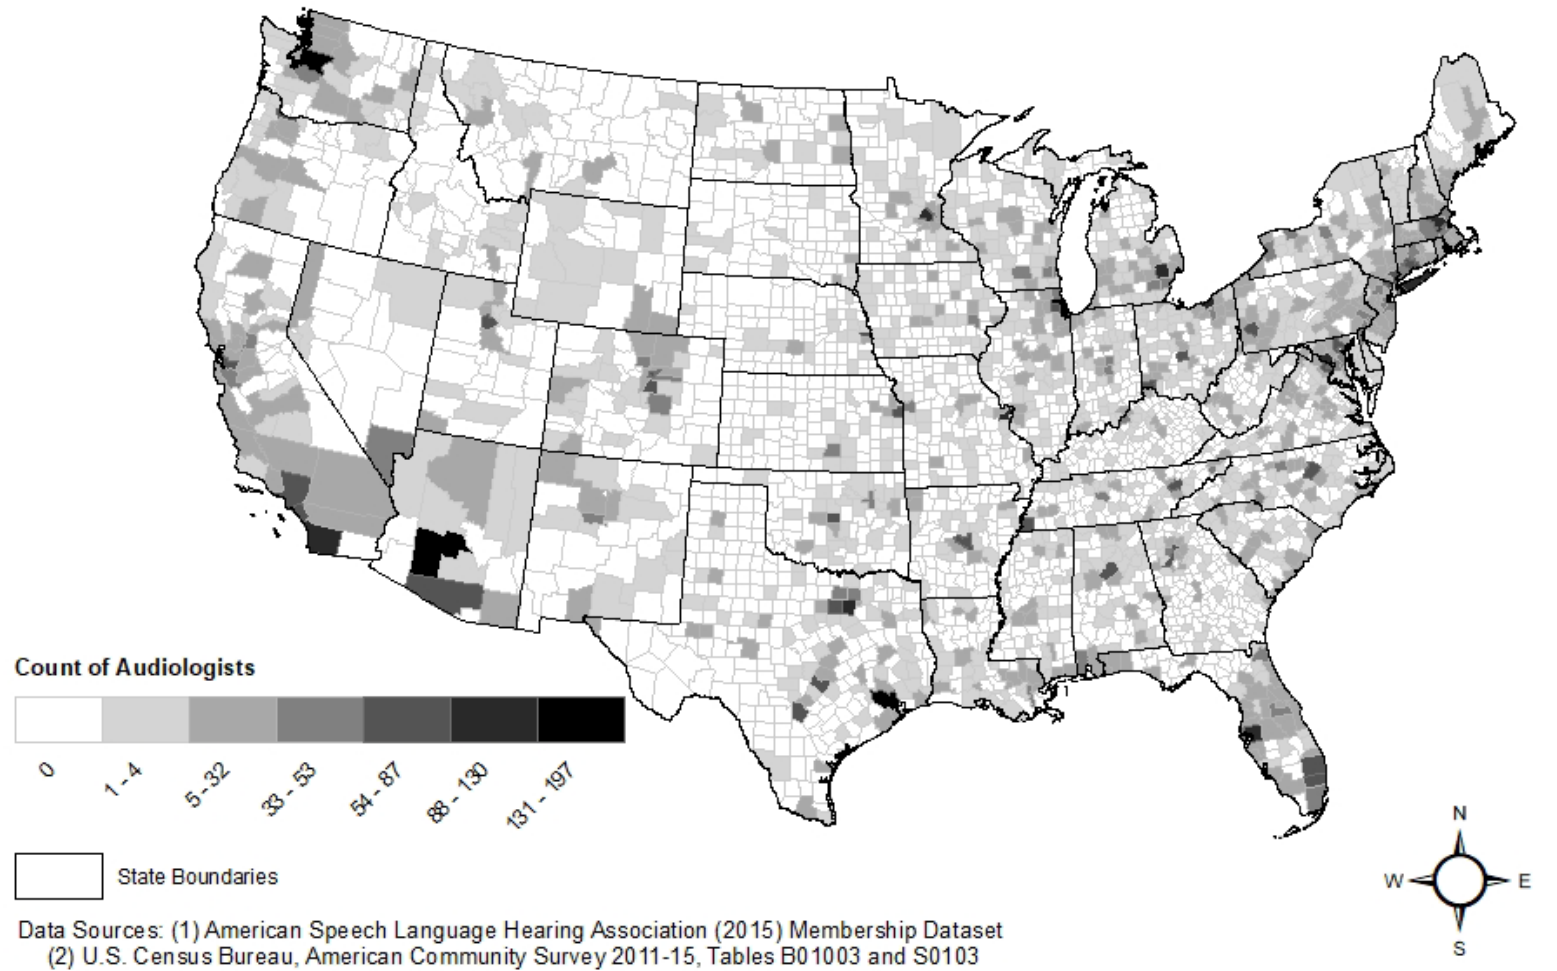 Count of Audiologists
0
1 - 4
5 - 32
33 - 53
54 - 87
88 - 130
131 - 197
State Boundaries
N
W
E
S
Data Sources: (1) American Speech Language Hearing Association (2015) Membership Dataset
(2) U.S. Census Bureau, American Community Survey 2011-15, Tables B01003 and S0103